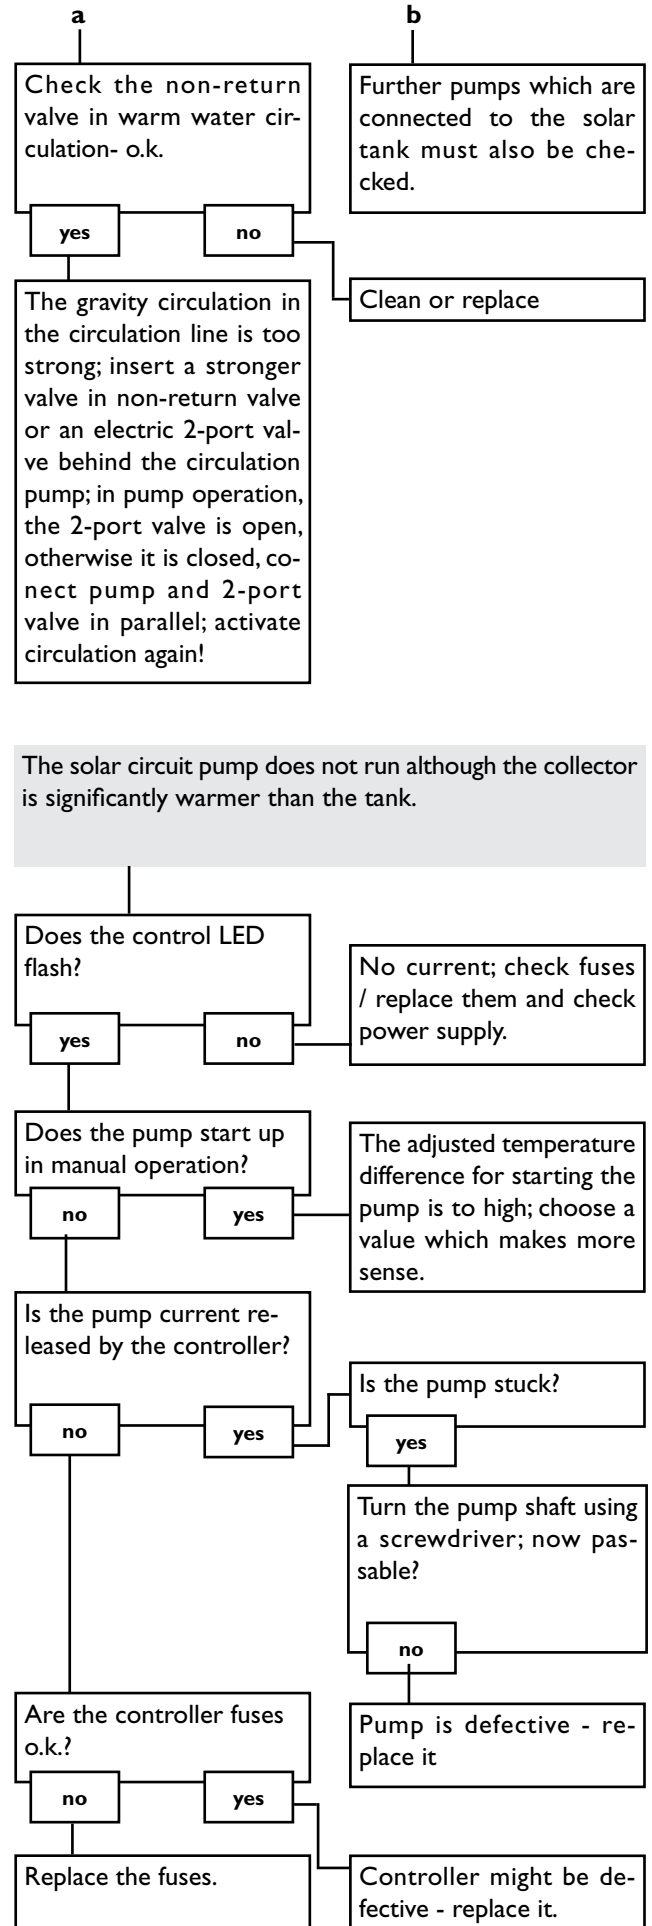 a
b
Check the non-return
valve in warm water cir-
culation- o.k.
yes
no
Further pumps which are
connected to the solar
tank must also be che-
cked.
Clean or replace
The gravity circulation in
the circulation line is too
strong; insert a stronger
valve in non-return valve
or an electric 2-port val-
ve behind the circulation
pump; in pump operation,
the 2-port valve is open,
otherwise it is closed, co-
nect pump and 2-port
valve in parallel; activate
circulation again!
The solar circuit pump does not run although the collector
is significantly warmer than the tank.
Does the control LED
flash?
yes
no
No current; check fuses
/ replace them and check
power supply.
Does the pump start up
in manual operation?
no
yes
The adjusted temperature
difference for starting the
pump is to high; choose a
value which makes more
sense.
Is the pump current re-
leased by the controller?
no
yes
Is the pump stuck?
yes
Turn the pump shaft using
a screwdriver; now pas-
sable?
no
Pump is defective - re-
place it
Are the controller fuses
o.k.?
no
yes
Replace the fuses.
Controller might be de-
fective - replace it.